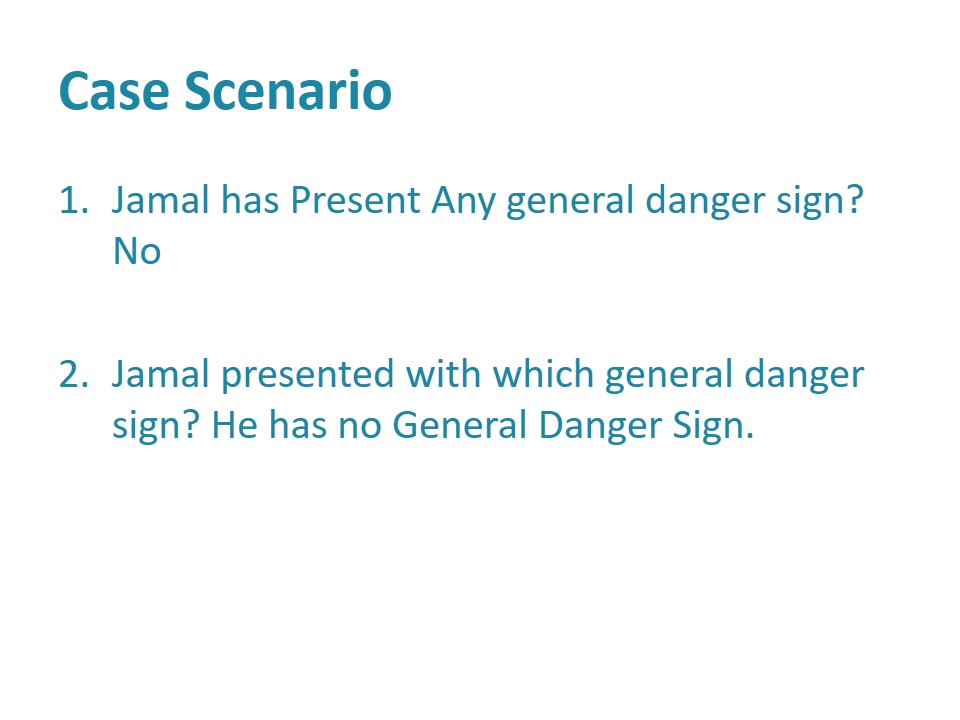 Case Scenario
1. Jamal has Present Any general danger sign?
No
2. Jamal presented with which general danger
sign? He has no General Danger Sign.